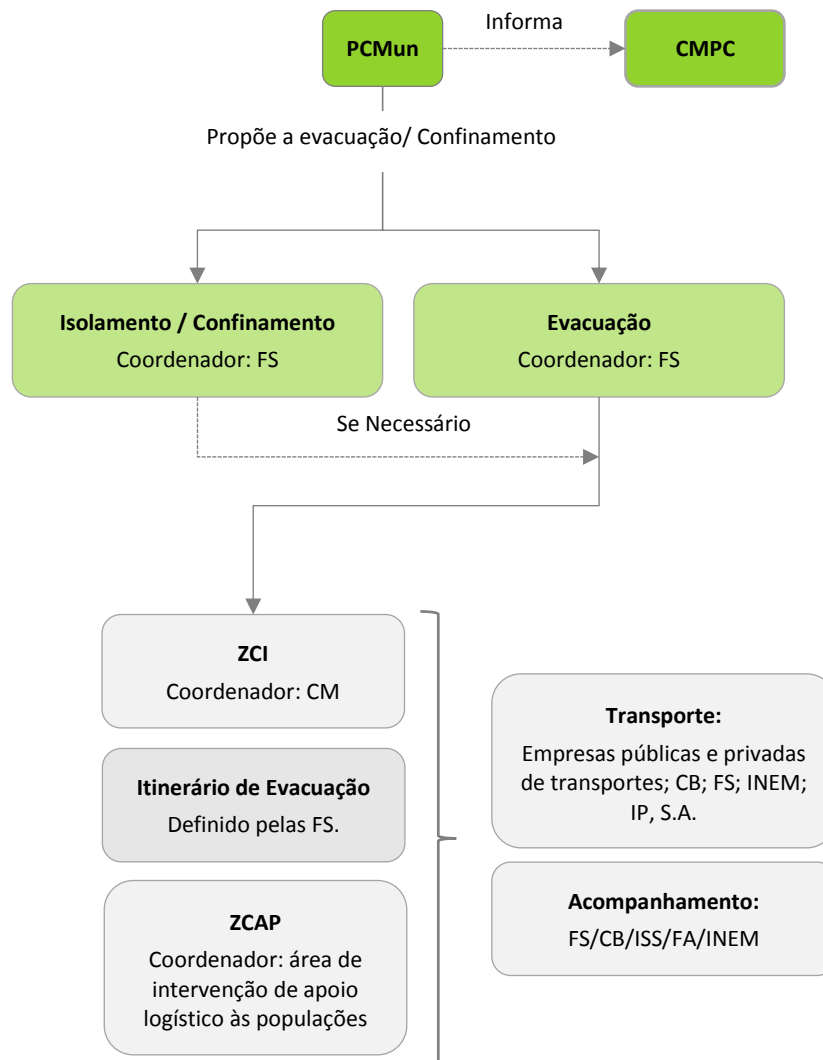 Informa
PCMun
CMPC
Propõe a evacuação/ Confinamento
Isolamento / Confinamento
Coordenador: FS
Evacuação
Coordenador: FS
Se Necessário
ZCI
Coordenador: CM
Itinerário de Evacuação
Definido pelas FS.
ZCAP
Coordenador: área de
intervenção de apoio
logístico às populações
Transporte:
Empresas públicas e privadas
de transportes; CB; FS; INEM;
IP, S.A.
Acompanhamento:
FS/CB/ISS/FA/INEM